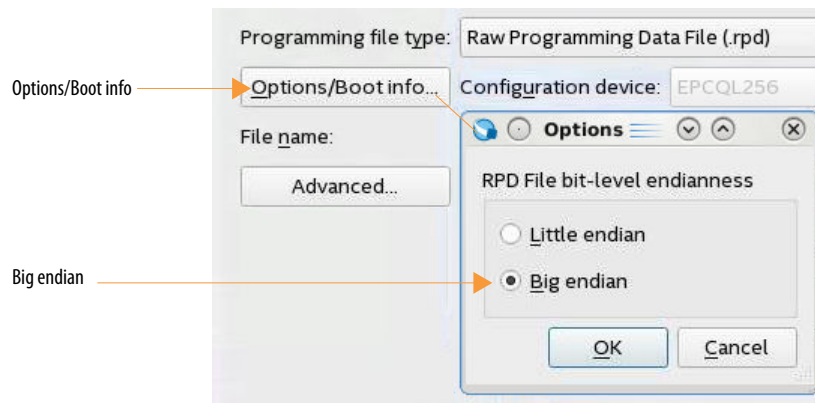 Programming file type: Raw Programming Data File (.rpd)
Options/Boot info
Options/Boot info... Configuration device: EPCQL256
File name:
Options
Advanced...
RPD File bit-level endianness
Little endian
Big endian
Big endian
OK Cancel